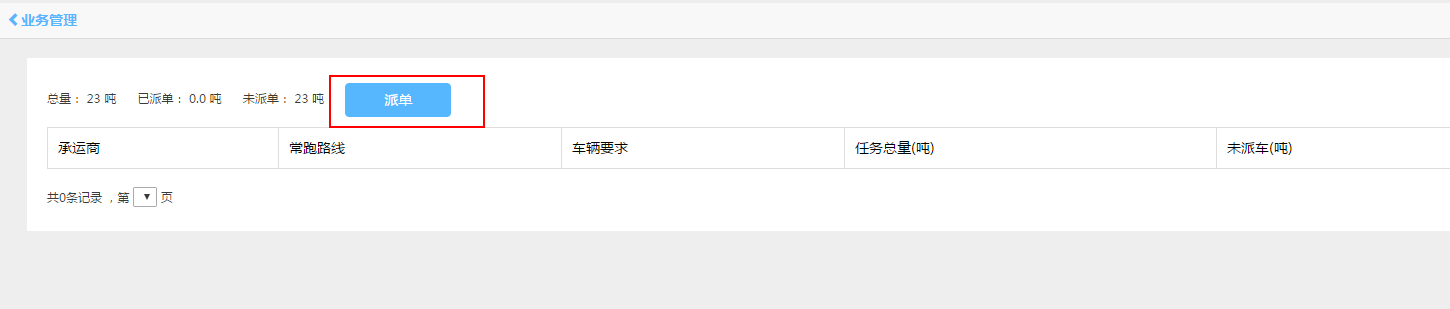 业务管理
总量： 23 吨 已派单： 0.0 吨 未派单： 23 吨 派单
承运商 常跑路线 车辆要求 任务总量(吨) 未派车(吨)
共0条记录 ，第 页